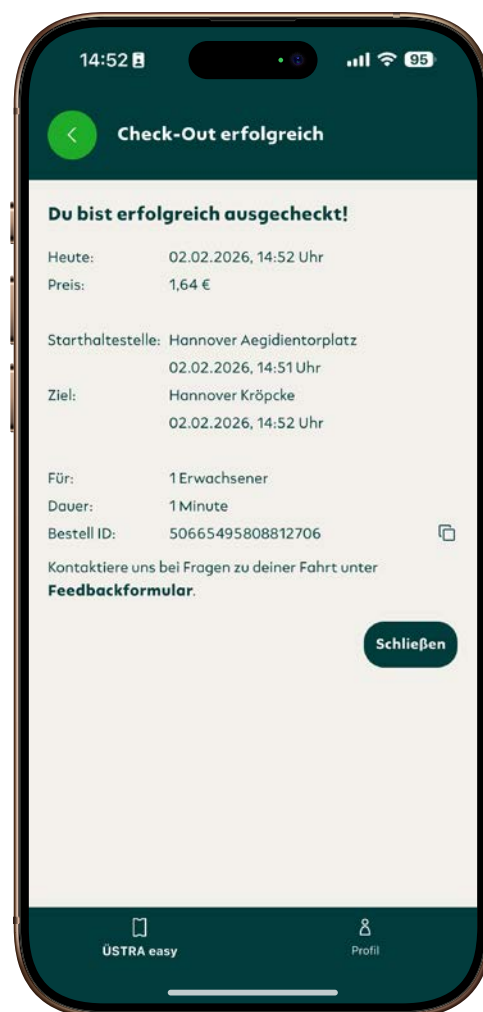 14:52
95
Check-Out erfolgreich
Du bist erfolgreich ausgecheckt!
Heute: 02.02.2026, 14:52 Uhr
Preis: 1,64 €
Starthaltestelle: Hannover Aegidientorplatz
02.02.2026, 14:51 Uhr
Ziel: Hannover Kröpcke
02.02.2026, 14:52 Uhr
Für: 1 Erwachsener
Dauer: 1 Minute
Bestell ID: 50665495808812706
Kontaktiere uns bei Fragen zu deiner Fahrt unter
Feedbackformular.
Schließen
ÜSTRA easy
Profil